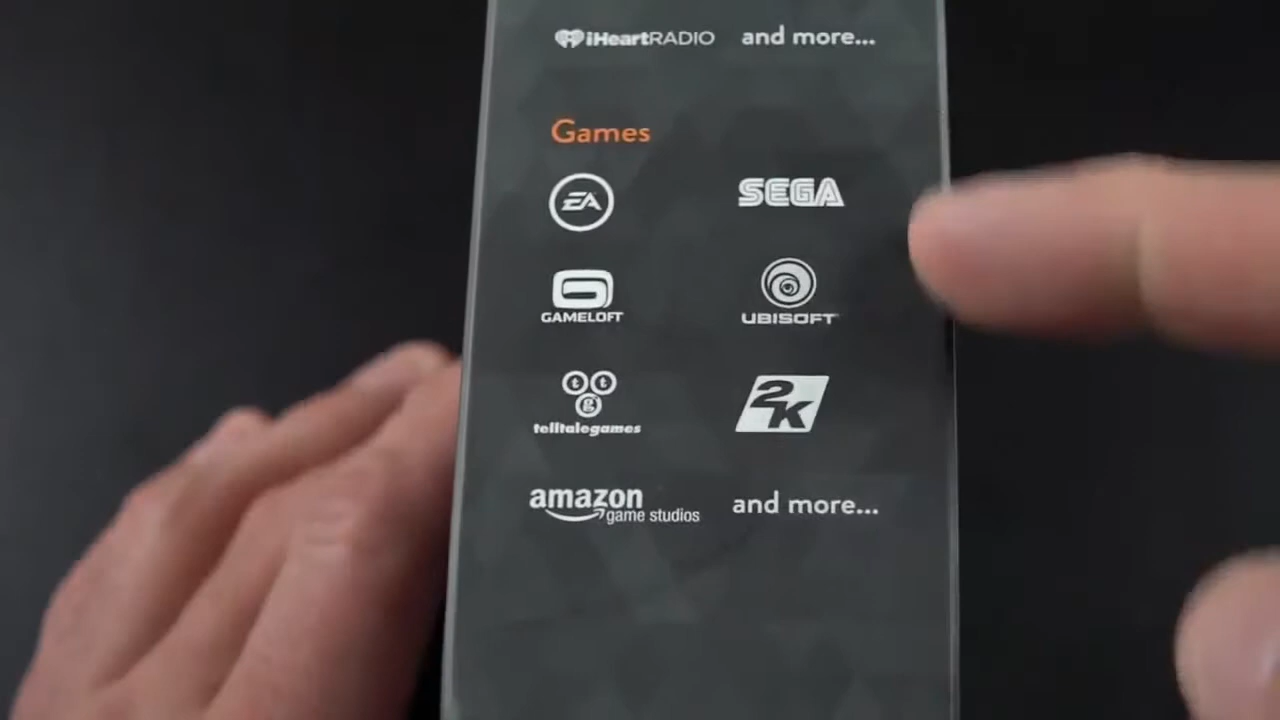 iHeartRADIO and more...
Games
EA SEGA
GAMELOFT UBISOFT
t t g
telltalegames 2K
amazon
game studios and more...